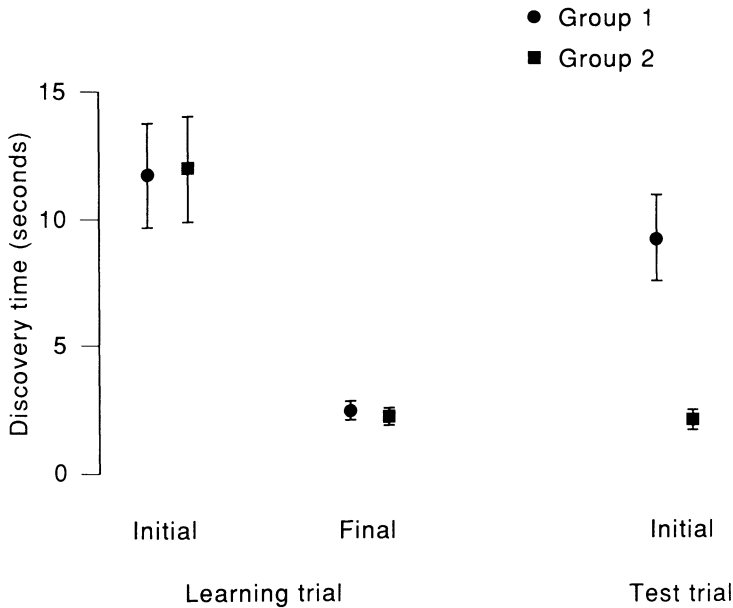 Group 1
Group 2
Discovery time (seconds)
15
10
5
0
Initial
Final
Initial
Learning trial
Test trial